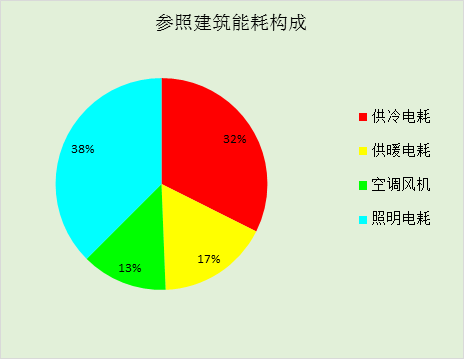 参照建筑能耗构成
32%
17%
13%
38%
供冷电耗
供暖电耗
空调风机
照明电耗